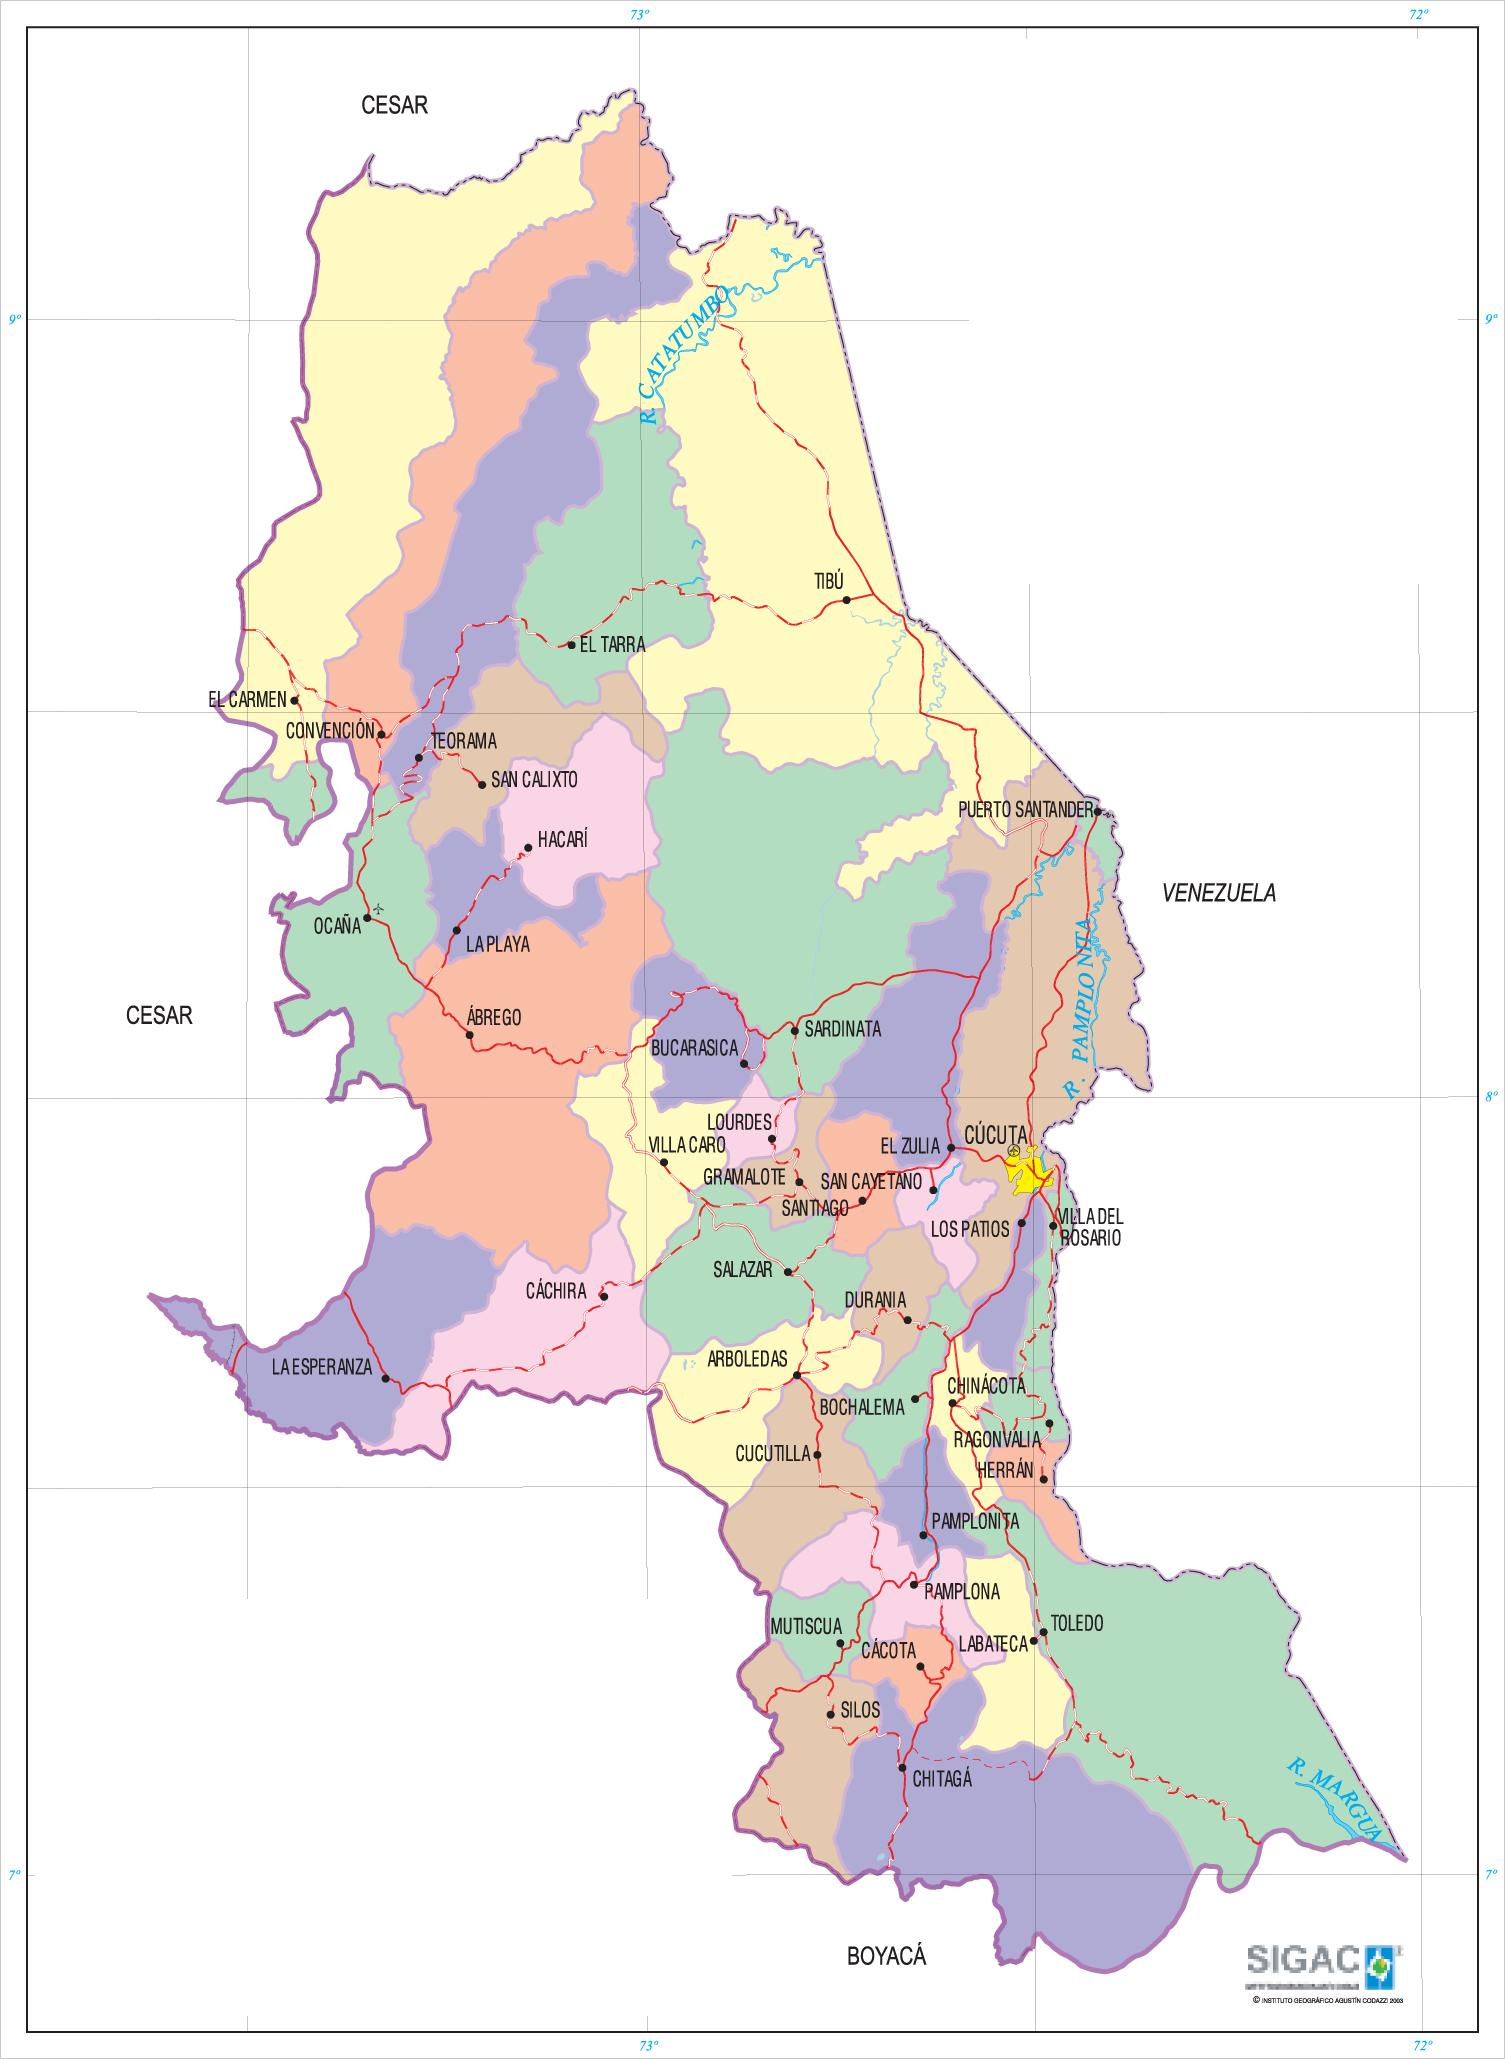 73º
72º
CESAR
9º
9º
R. CATATUMBO
TIBÚ
EL TARRA
EL CARMEN
CONVENCIÓN
TEORAMA
SAN CALIXTO
PUERTO SANTANDER
HACARÍ
VENEZUELA
OCAÑA
LA PLAYA
R. PAMPLONITA
CESAR
ÁBREGO
SARDINATA
BUCARASICA
8º
LOURDES
CÚCUTA
VILLA CARO
EL ZULIA
GRAMALOTE
SAN CAYETANO
SANTIAGO
VILLA DEL
ROSARIO
LOS PATIOS
SALAZAR
CÁCHIRA
DURANIA
LA ESPERANZA
ARBOLEDAS
CHINÁCOTA
BOCHALEMA
RAGONVALIA
CUCUTILLA
HERRÁN
PAMPLONITA
PAMPLONA
MUTISCUA
TOLEDO
CÁCOTA
LABATECA
SILOS
CHITAGÁ
R. MARGUA
7º
7º
BOYACÁ
SIGAC
© INSTITUTO GEOGRÁFICO AGUSTÍN CODAZZI 2003
73º
72º